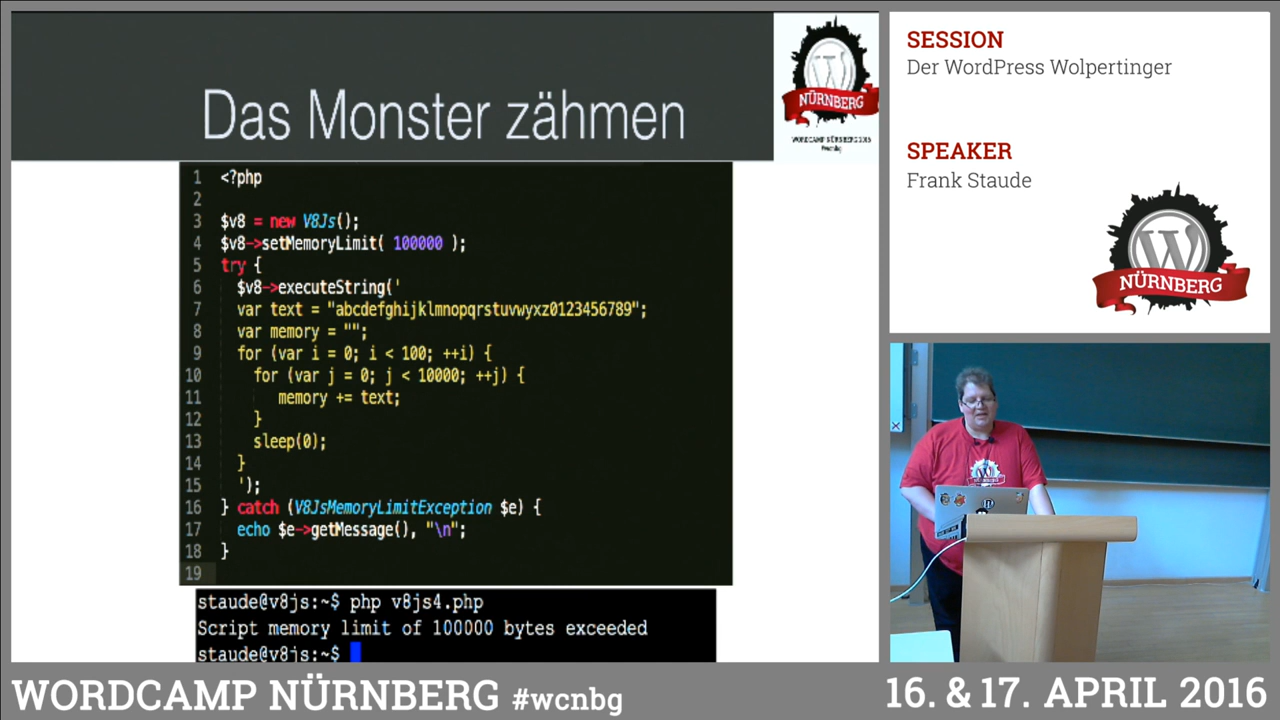 Das Monster zähmen
NÜRNBERG
WORDCAMP NÜRNBERG 2016
#wcnbg
1 <?php
2
3 $v8 = new V8Js();
4 $v8->setMemoryLimit( 100000 );
5 try {
6 $v8->executeString('
7 var text = "abcdefghijklmnopqrstuvwyxz0123456789";
8 var memory = "";
9 for (var i = 0; i < 100; ++i) {
10 for (var j = 0; j < 10000; ++j) {
11 memory += text;
12 }
13 sleep(0);
14 }
15 ');
16 } catch (V8JsMemoryLimitException $e) {
17 echo $e->getMessage(), "\n";
18 }
19
staude@v8js:~$ php v8js4.php
Script memory limit of 100000 bytes exceeded
staude@v8js:~$
SESSION
Der WordPress Wolpertinger
SPEAKER
Frank Staude
NÜRNBERG
WORDCAMP NÜRNBERG #wcnbg
16. & 17. APRIL 2016